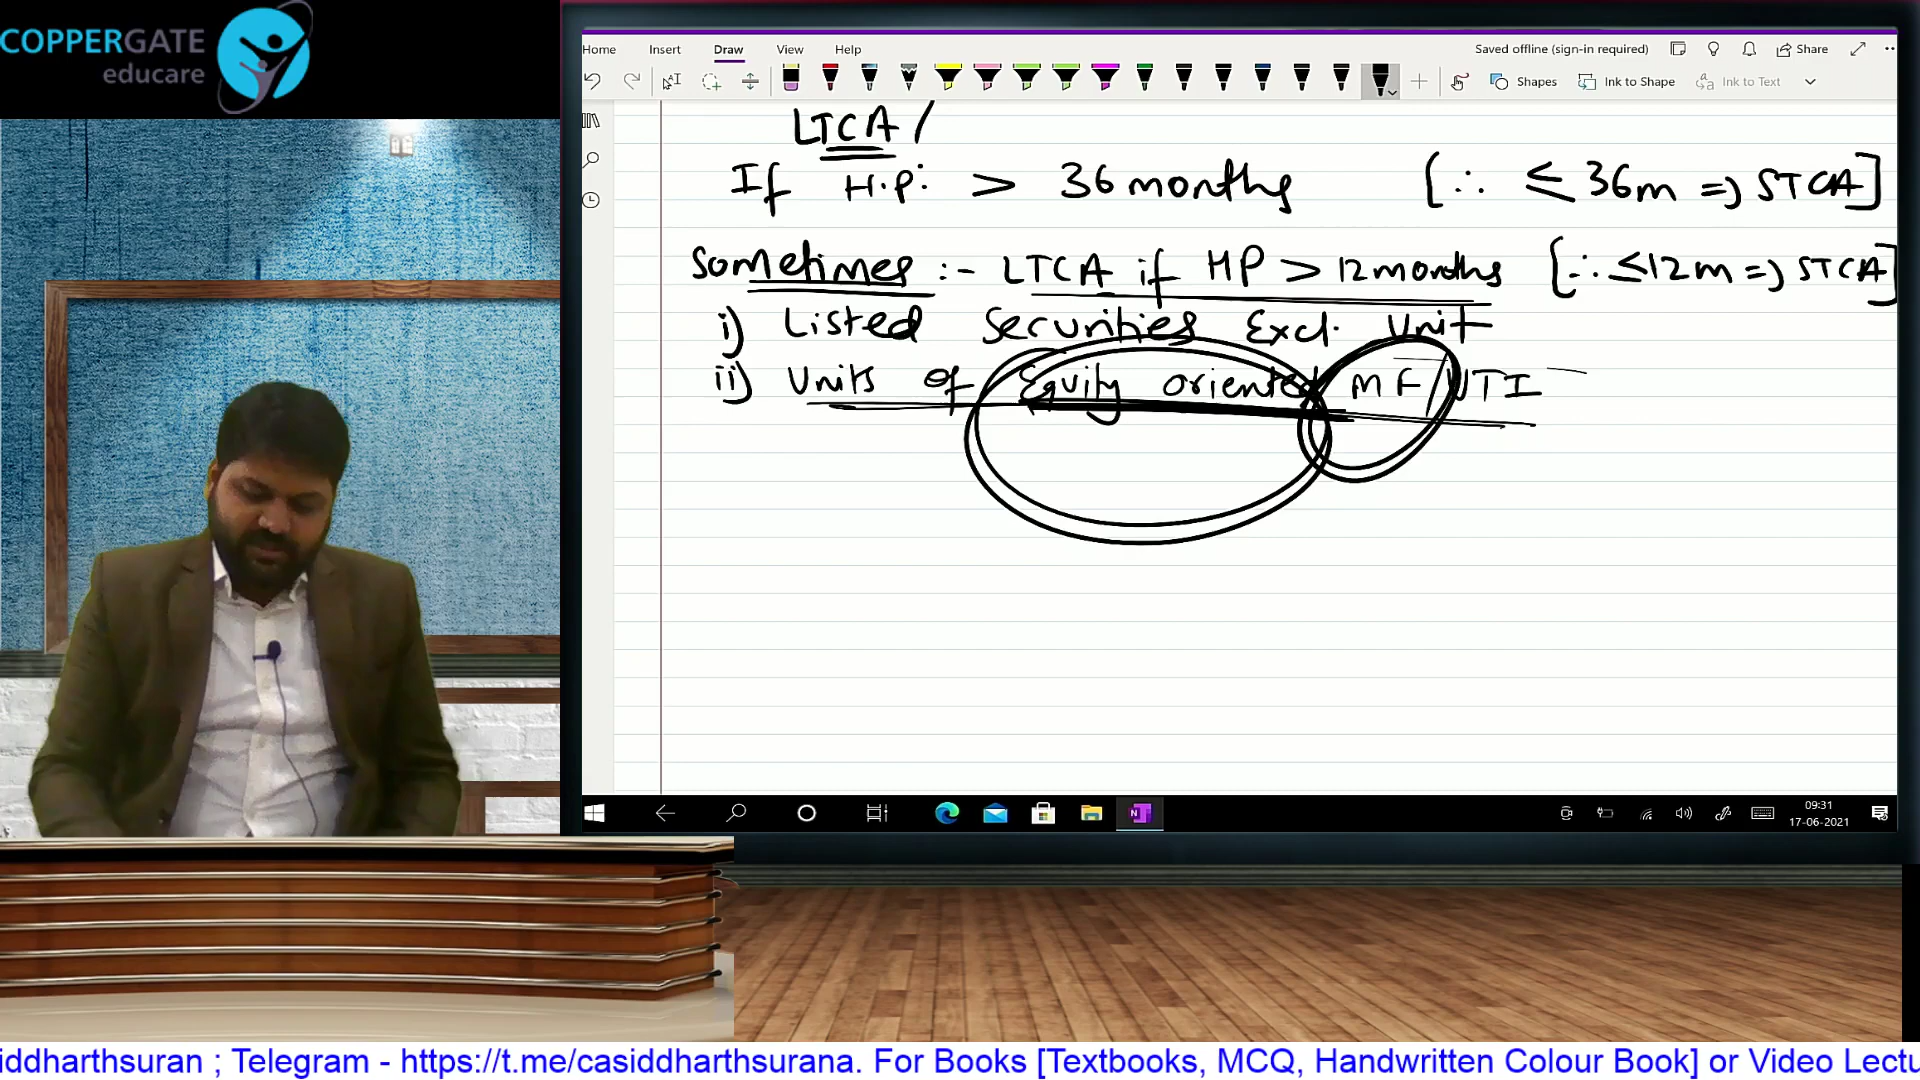 COPPERGATE
educare
Home Insert Draw View Help Saved offline (sign-in required) Share
Shapes Ink to Shape Ink to Text
LTCA /
If H.P. > 36 months [∴ ≤ 36m => STCA]
Sometimes :- LTCA if HP > 12 months [∴ ≤ 12m => STCA]
i) Listed Securities Excl. Unit
ii) Units of Equity oriented MF/UTI
09:31
17-06-2021
iddharthsuran ; Telegram - https://t.me/casiddharthsurana. For Books [Textbooks, MCQ, Handwritten Colour Book] or Video Lectu